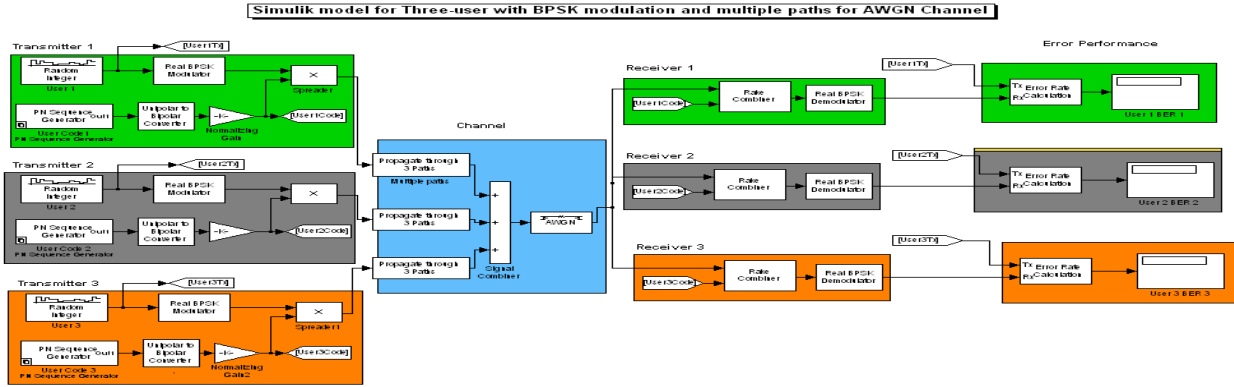 Simulik model for Three-user with BPSK modulation and multiple paths for AWGN Channel
Transmitter 1
[User1Tx]
Random
Integer
User 1
Real BPSK
Modulator
×
Spreader
PN Sequence
Generator
Out1
User Code 1
PN Sequence Generator
Unipolar to
Bipolar
Converter
-K-
Normalizing
Gain
[User1Code]
Transmitter 2
[User2Tx]
Random
Integer
User 2
Real BPSK
Modulator
×
PN Sequence
Generator
Out1
User Code 2
PN Sequence Generator
Unipolar to
Bipolar
Converter
-K-
[User2Code]
Transmitter 3
[User3Tx]
Random
Integer
User 3
Real BPSK
Modulator
×
Spreader1
PN Sequence
Generator
Out1
User Code 3
PN Sequence Generator
Unipolar to
Bipolar
Converter
-K-
Normalizing
Gain2
[User3Code]
Channel
Propagate through
3 Paths
Multiple paths
Propagate through
3 Paths
Propagate through
3 Paths
+
+
+
Signal
Combiner
AWGN
Receiver 1
[User1Code]
Rake
Combiner
Real BPSK
Demodulator
Receiver 2
[User2Code]
Rake
Combiner
Real BPSK
Demodulator
Receiver 3
[User3Code]
Rake
Combiner
Real BPSK
Demodulator
Error Performance
[User1Tx]
Tx
Rx
Error Rate
Calculation
User 1 BER 1
[User2Tx]
Tx
Rx
Error Rate
Calculation
User 2 BER 2
[User3Tx]
Tx
Rx
Error Rate
Calculation
User 3 BER 3